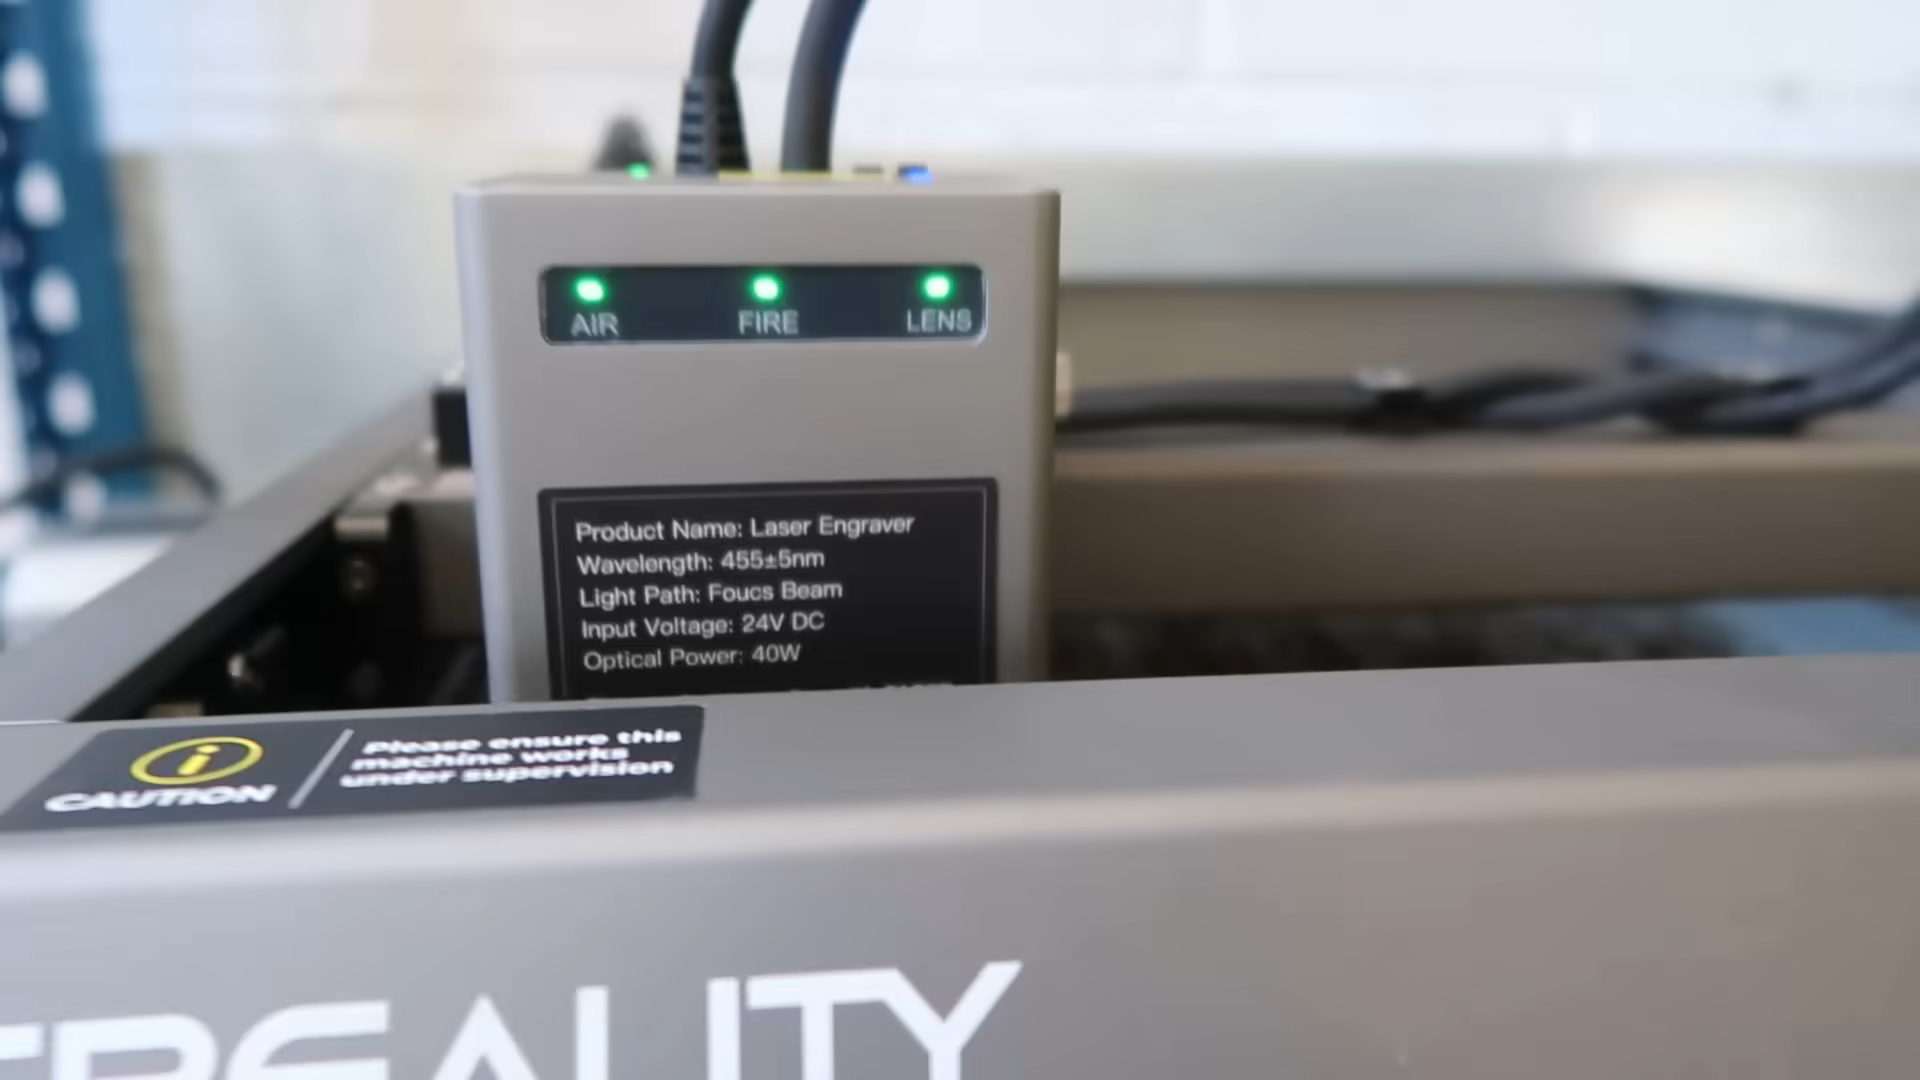 AIR FIRE LENS
Product Name: Laser Engraver
Wavelength: 455±5nm
Light Path: Foucs Beam
Input Voltage: 24V DC
Optical Power: 40W
CAUTION
Please ensure this
machine works
under supervision
REALITY